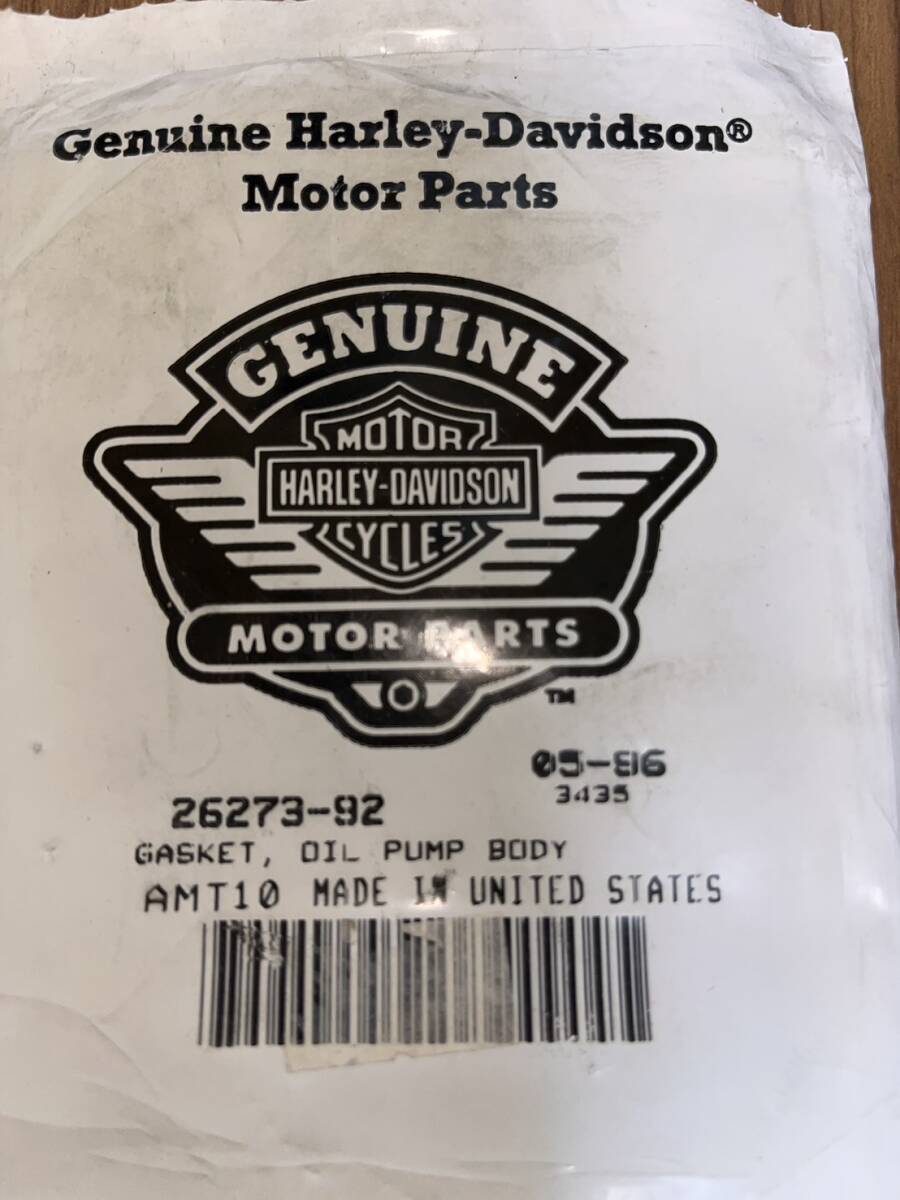 Genuine Harley-Davidson®
Motor Parts
GENUINE
MOTOR
HARLEY-DAVIDSON
CYCLES
MOTOR PARTS
TM
05-96
3435
26273-92
GASKET, OIL PUMP BODY
AMT10 MADE IN UNITED STATES